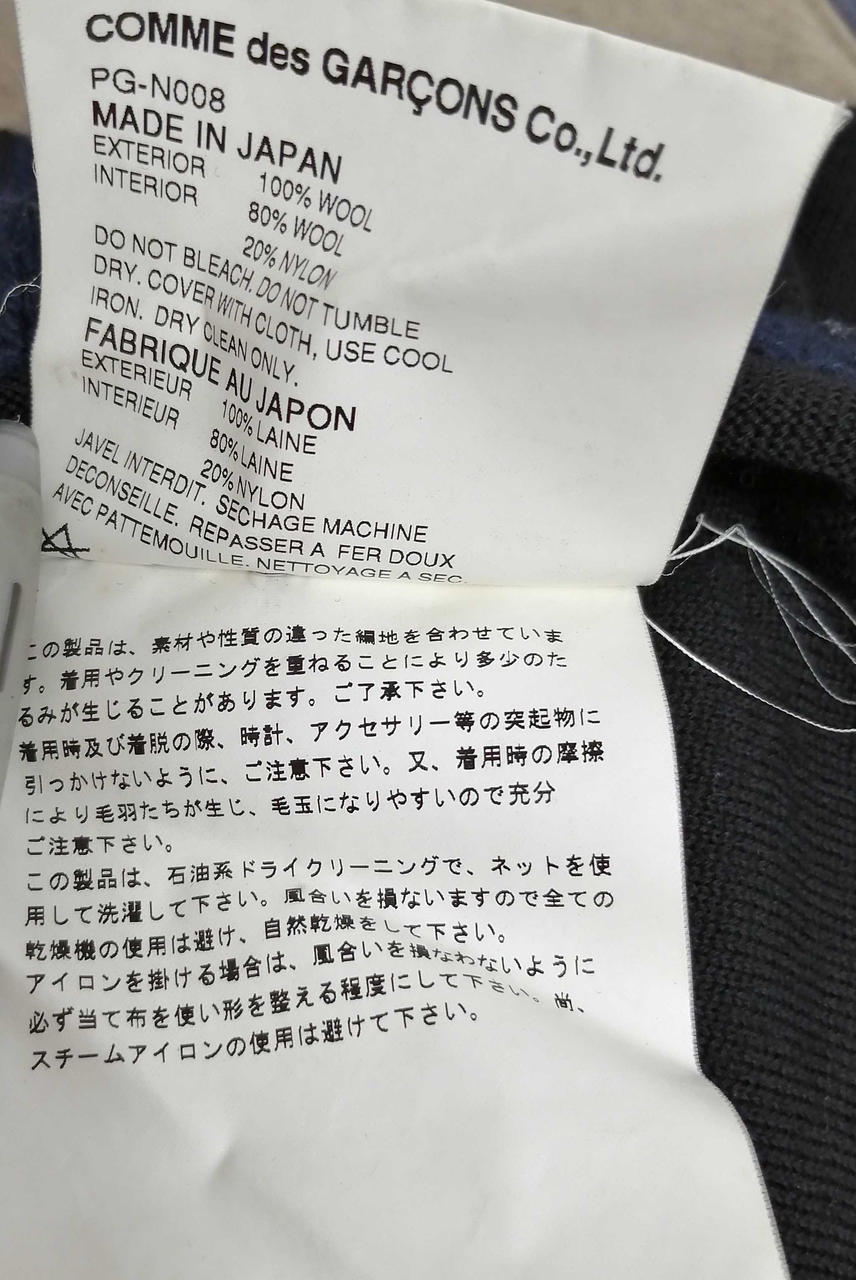 COMME des GARÇONS Co.,Ltd.
PG-N008
MADE IN JAPAN
EXTERIOR 100% WOOL
INTERIOR 80% WOOL
20% NYLON
DO NOT BLEACH. DO NOT TUMBLE
DRY. COVER WITH CLOTH, USE COOL
IRON. DRY CLEAN ONLY.
FABRIQUE AU JAPON
EXTERIEUR 100% LAINE
INTERIEUR 80% LAINE
20% NYLON
JAVEL INTERDIT. SECHAGE MACHINE
DECONSEILLE. REPASSER A FER DOUX
AVEC PATTEMOUILLE. NETTOYAGE A SEC.
この製品は、素材や性質の違った編地を合わせていま
す。着用やクリーニングを重ねることにより多少のた
るみが生じることがあります。ご了承下さい。
着用時及び着脱の際、時計、アクセサリー等の突起物に
引っかけないように、ご注意下さい。又、着用時の摩擦
により毛羽たちが生じ、毛玉になりやすいので充分
ご注意下さい。
この製品は、石油系ドライクリーニングで、ネットを使
用して洗濯して下さい。風合いを損ないますので全ての
乾燥機の使用は避け、自然乾燥をして下さい。
アイロンを掛ける場合は、風合いを損なわないように
必ず当て布を使い形を整える程度にして下さい。尚、
スチームアイロンの使用は避けて下さい。